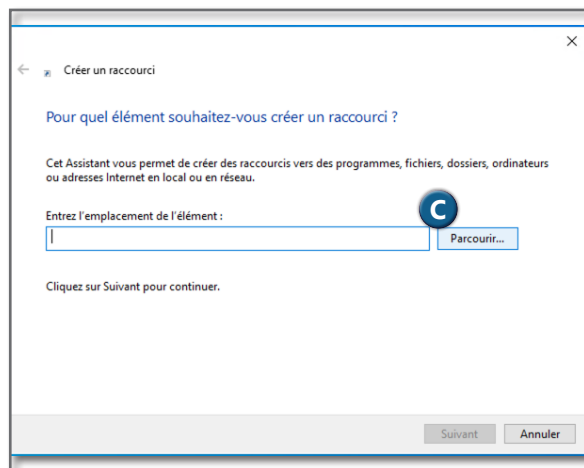 Créer un raccourci
Pour quel élément souhaitez-vous créer un raccourci ?
Cet Assistant vous permet de créer des raccourcis vers des programmes, fichiers, dossiers, ordinateurs
ou adresses Internet en local ou en réseau.
Entrez l'emplacement de l'élément :
C
Parcourir...
Cliquez sur Suivant pour continuer.
Suivant Annuler